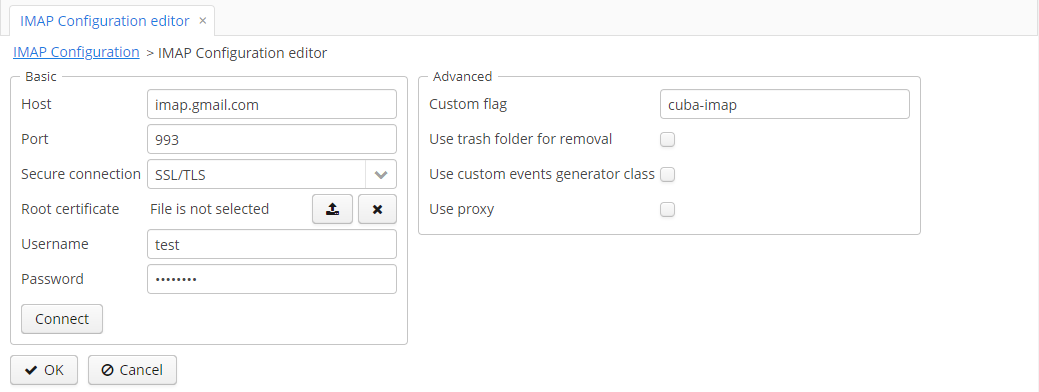 IMAP Configuration editor ×
IMAP Configuration > IMAP Configuration editor
Basic
Host imap.gmail.com
Port 993
Secure connection SSL/TLS
Root certificate File is not selected
Username test
Password ••••••••
Connect
Advanced
Custom flag cuba-imap
Use trash folder for removal
Use custom events generator class
Use proxy
OK Cancel